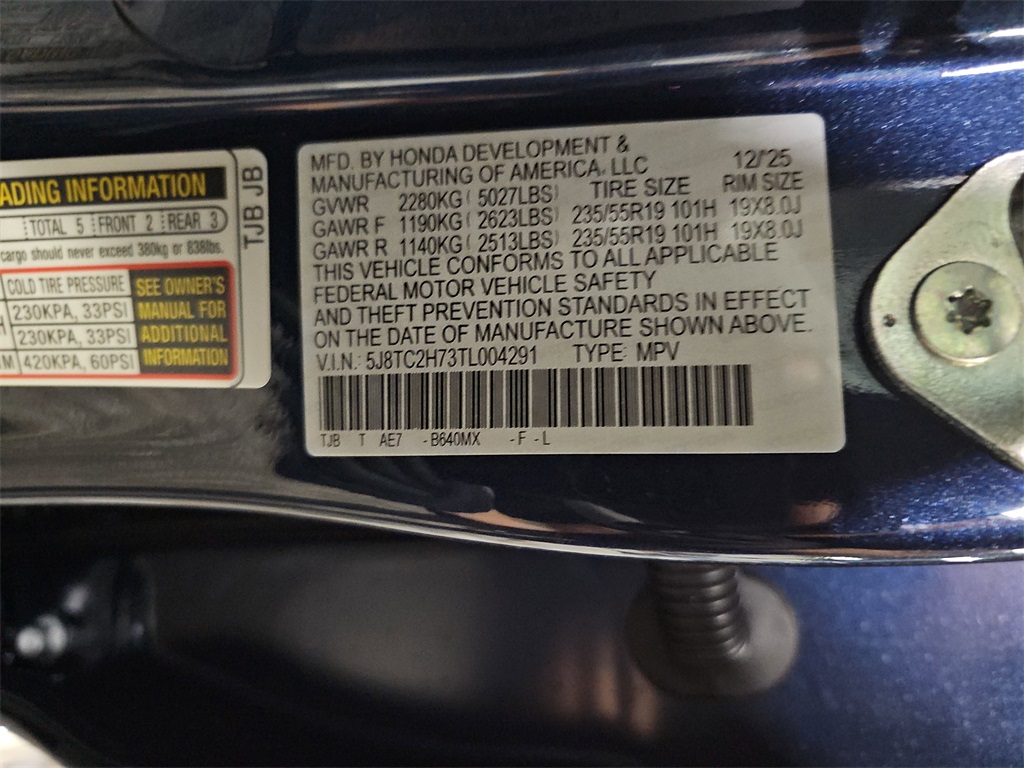 ADING INFORMATION
TOTAL 5 FRONT 2 REAR 3
cargo should never exceed 380kg or 838lbs.
COLD TIRE PRESSURE
230KPA, 33PSI
230KPA, 33PSI
420KPA, 60PSI
SEE OWNER'S
MANUAL FOR
ADDITIONAL
INFORMATION
TJB JB
MFD. BY HONDA DEVELOPMENT &
MANUFACTURING OF AMERICA, LLC 12/'25
GVWR 2280KG ( 5027LBS) TIRE SIZE RIM SIZE
GAWR F 1190KG ( 2623LBS) 235/55R19 101H 19X8.0J
GAWR R 1140KG ( 2513LBS) 235/55R19 101H 19X8.0J
THIS VEHICLE CONFORMS TO ALL APPLICABLE
FEDERAL MOTOR VEHICLE SAFETY
AND THEFT PREVENTION STANDARDS IN EFFECT
ON THE DATE OF MANUFACTURE SHOWN ABOVE.
V.I.N.: 5J8TC2H73TL004291 TYPE: MPV
TJB T AE7 -B640MX -F -L